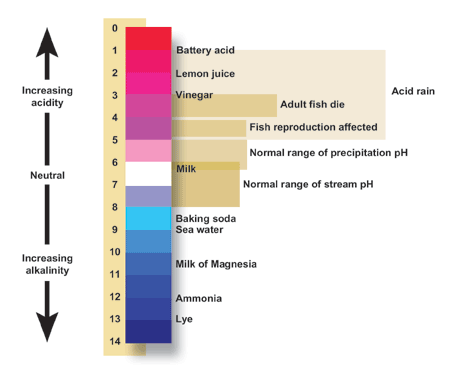 0
1
Battery acid
2
Lemon juice
Increasing
acidity
3
Vinegar
Acid rain
Adult fish die
4
Fish reproduction affected
5
Normal range of precipitation pH
6
Milk
Neutral
7
Normal range of stream pH
8
Baking soda
9
Sea water
10
Increasing
alkalinity
Milk of Magnesia
11
12
Ammonia
13
Lye
14